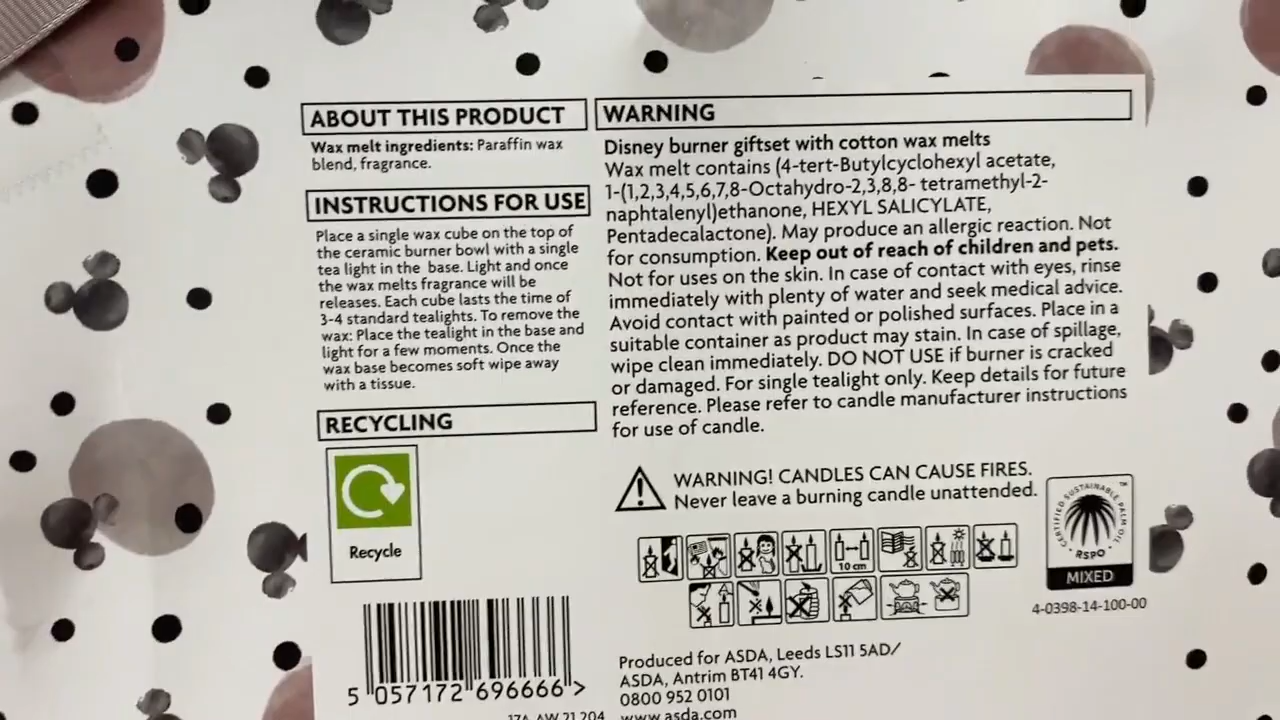 ABOUT THIS PRODUCT
Wax melt ingredients: Paraffin wax
blend, fragrance.
INSTRUCTIONS FOR USE
Place a single wax cube on the top of
the ceramic burner bowl with a single
tea light in the base. Light and once
the wax melts fragrance will be
releases. Each cube lasts the time of
3-4 standard tealights. To remove the
wax: Place the tealight in the base and
light for a few moments. Once the
wax base becomes soft wipe away
with a tissue.
RECYCLING
Recycle
5 057172 696666 >
17A AW 21 204
WARNING
Disney burner giftset with cotton wax melts
Wax melt contains (4-tert-Butylcyclohexyl acetate,
1-(1,2,3,4,5,6,7,8-Octahydro-2,3,8,8- tetramethyl-2-
naphtalenyl)ethanone, HEXYL SALICYLATE,
Pentadecalactone). May produce an allergic reaction. Not
for consumption. Keep out of reach of children and pets.
Not for uses on the skin. In case of contact with eyes, rinse
immediately with plenty of water and seek medical advice.
Avoid contact with painted or polished surfaces. Place in a
suitable container as product may stain. In case of spillage,
wipe clean immediately. DO NOT USE if burner is cracked
or damaged. For single tealight only. Keep details for future
reference. Please refer to candle manufacturer instructions
for use of candle.
WARNING! CANDLES CAN CAUSE FIRES.
Never leave a burning candle unattended.
10 cm
CERTIFIED SUSTAINABLE PALM OIL
TM
RSPO
MIXED
4-0398-14-100-00
Produced for ASDA, Leeds LS11 5AD/
ASDA, Antrim BT41 4GY.
0800 952 0101
www.asda.com